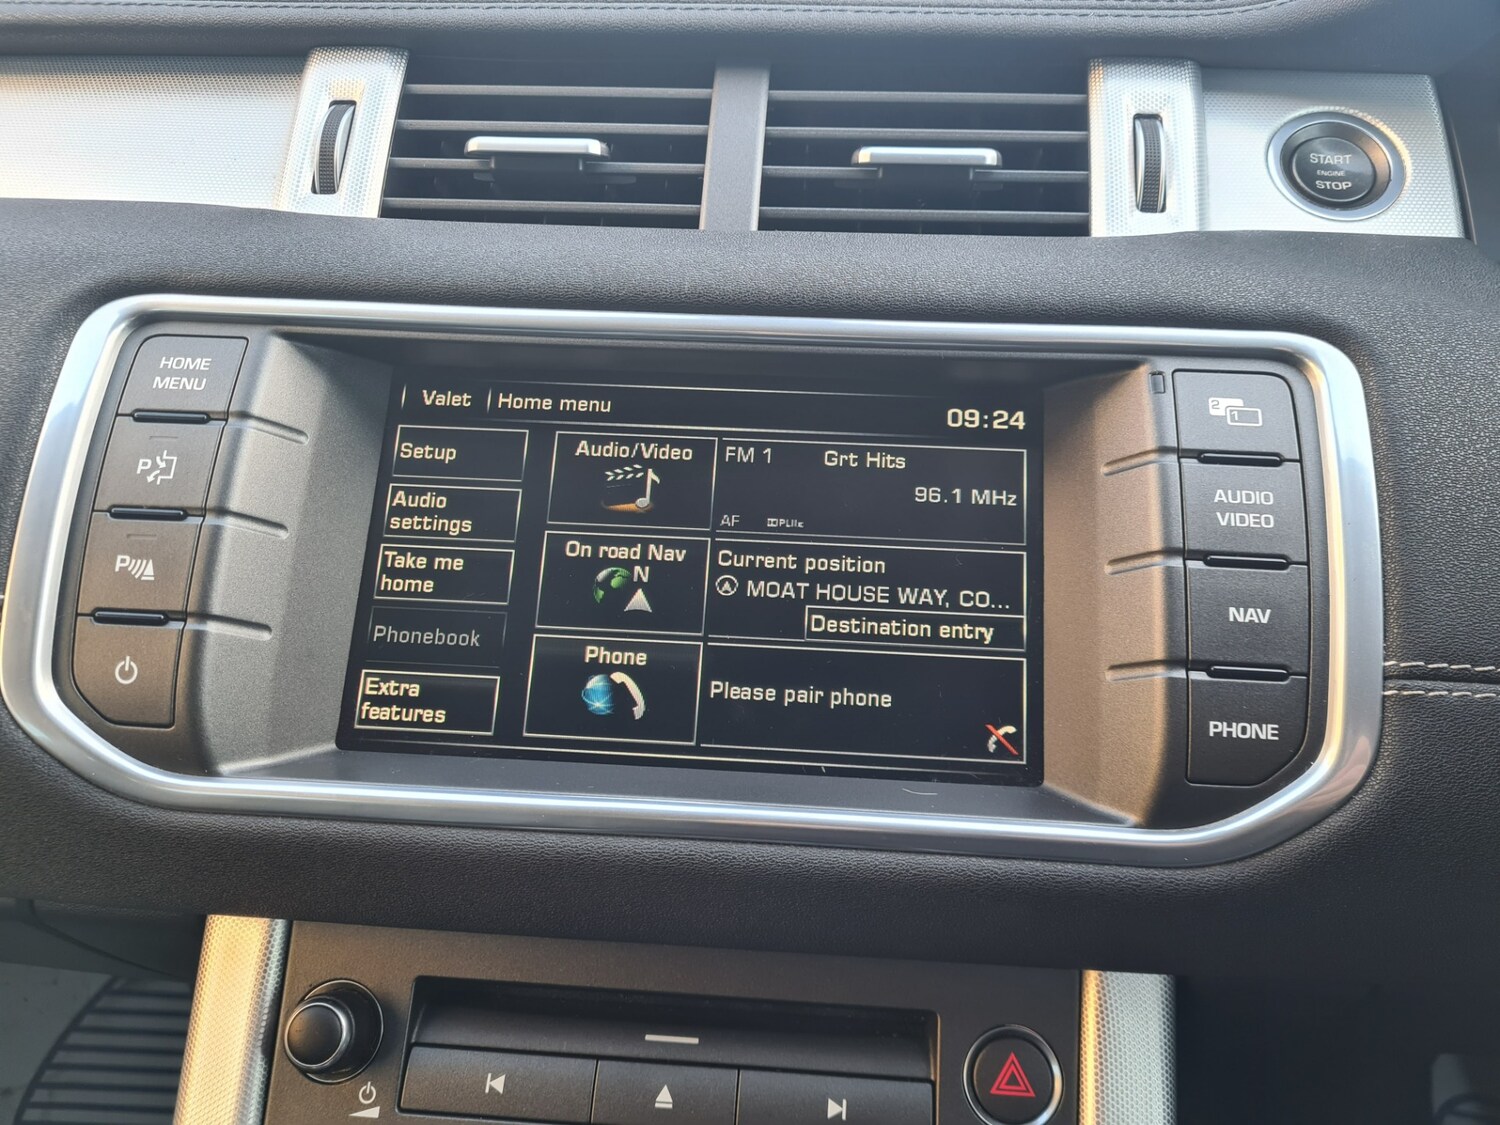 START
ENGINE
STOP
HOME
MENU
P
P
Valet
Home menu
09:24
Setup
Audio
settings
Take me
home
Phonebook
Extra
features
Audio/Video
FM 1
Grt Hits
96.1 MHz
AF
On road Nav
N
Current position
MOAT HOUSE WAY, CO...
Destination entry
Phone
Please pair phone
2
1
AUDIO
VIDEO
NAV
PHONE